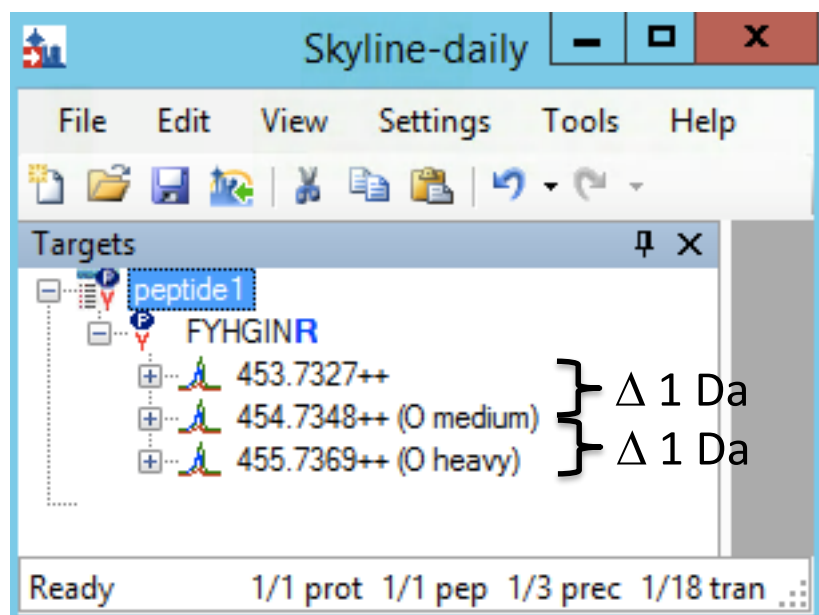 Skyline-daily
File Edit View Settings Tools Help
Targets
peptide1
FYHGINR
453.7327++
Δ 1 Da
454.7348++ (O medium)
Δ 1 Da
455.7369++ (O heavy)
Ready 1/1 prot 1/1 pep 1/3 prec 1/18 tran